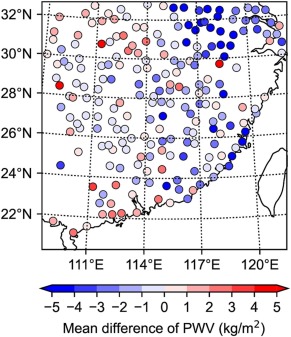 32°N
30°N
28°N
26°N
24°N
22°N
111°E 114°E 117°E 120°E
−5 −4 −3 −2 −1 0 1 2 3 4 5
Mean difference of PWV (kg/m²)